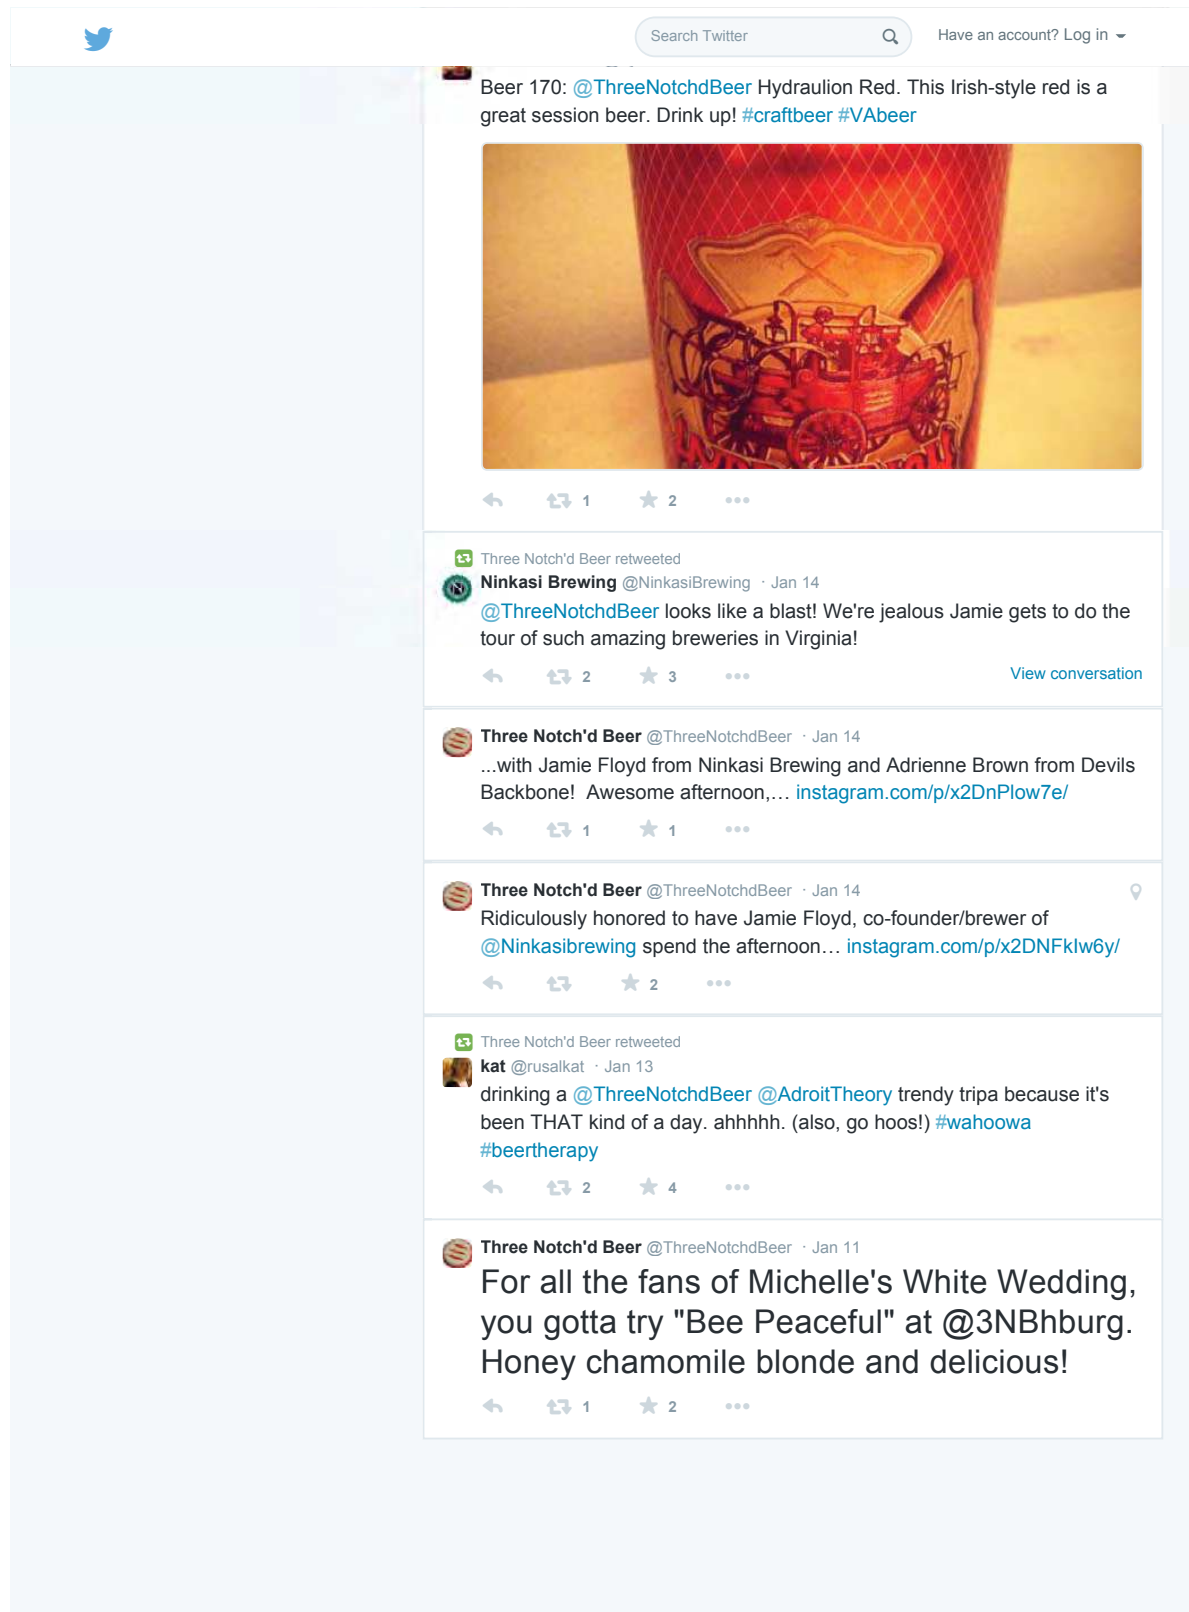 Search Twitter
Have an account? Log in
Beer 170: @ThreeNotchdBeer Hydraulion Red. This Irish-style red is a
great session beer. Drink up! #craftbeer #VAbeer
1 2
Three Notch'd Beer retweeted
Ninkasi Brewing @NinkasiBrewing · Jan 14
@ThreeNotchdBeer looks like a blast! We're jealous Jamie gets to do the
tour of such amazing breweries in Virginia!
2 3 View conversation
Three Notch'd Beer @ThreeNotchdBeer · Jan 14
...with Jamie Floyd from Ninkasi Brewing and Adrienne Brown from Devils
Backbone!  Awesome afternoon,… instagram.com/p/x2DnPlow7e/
1 1
Three Notch'd Beer @ThreeNotchdBeer · Jan 14
Ridiculously honored to have Jamie Floyd, co-founder/brewer of
@Ninkasibrewing spend the afternoon… instagram.com/p/x2DNFkIw6y/
2
Three Notch'd Beer retweeted
kat @rusalkat · Jan 13
drinking a @ThreeNotchdBeer @AdroitTheory trendy tripa because it's
been THAT kind of a day. ahhhhh. (also, go hoos!) #wahoowa
#beertherapy
2 4
Three Notch'd Beer @ThreeNotchdBeer · Jan 11
For all the fans of Michelle's White Wedding,
you gotta try "Bee Peaceful" at @3NBhburg.
Honey chamomile blonde and delicious!
1 2